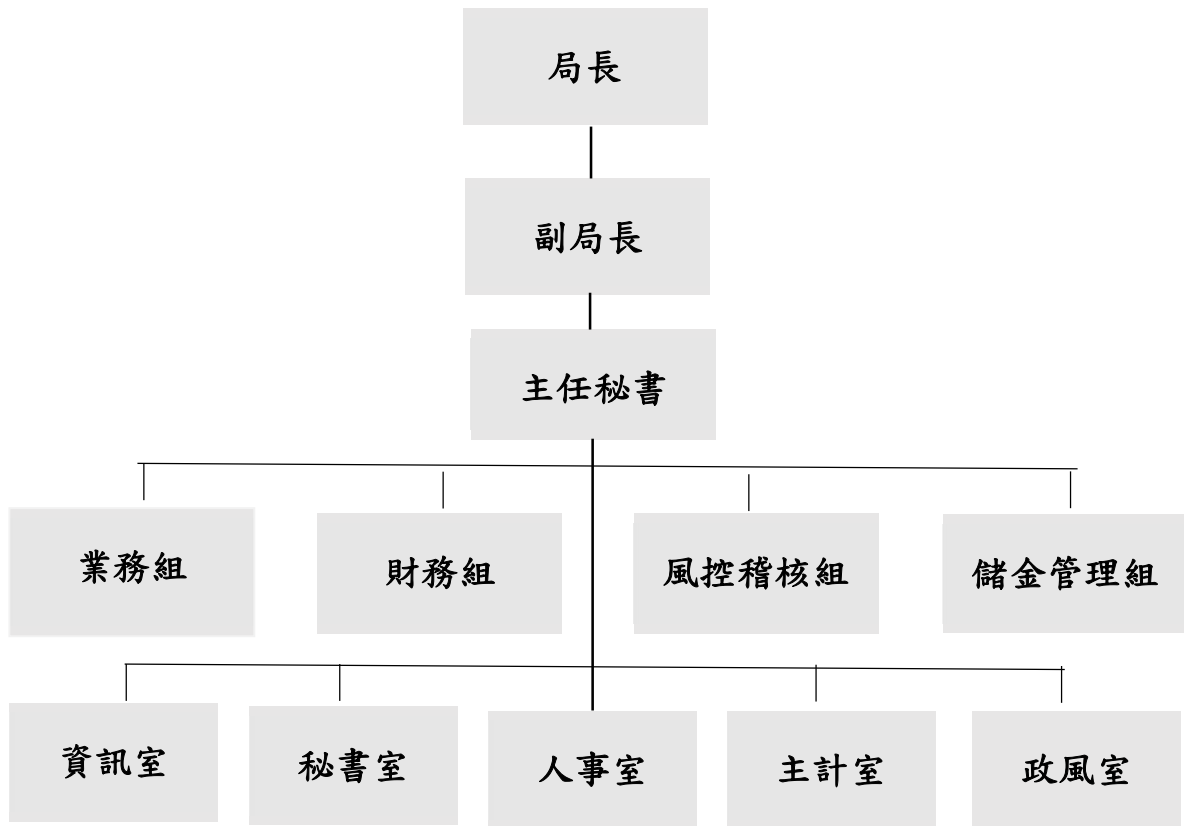 局長
副局長
主任秘書
業務組
財務組
風控稽核組
儲金管理組
資訊室
秘書室
人事室
主計室
政風室